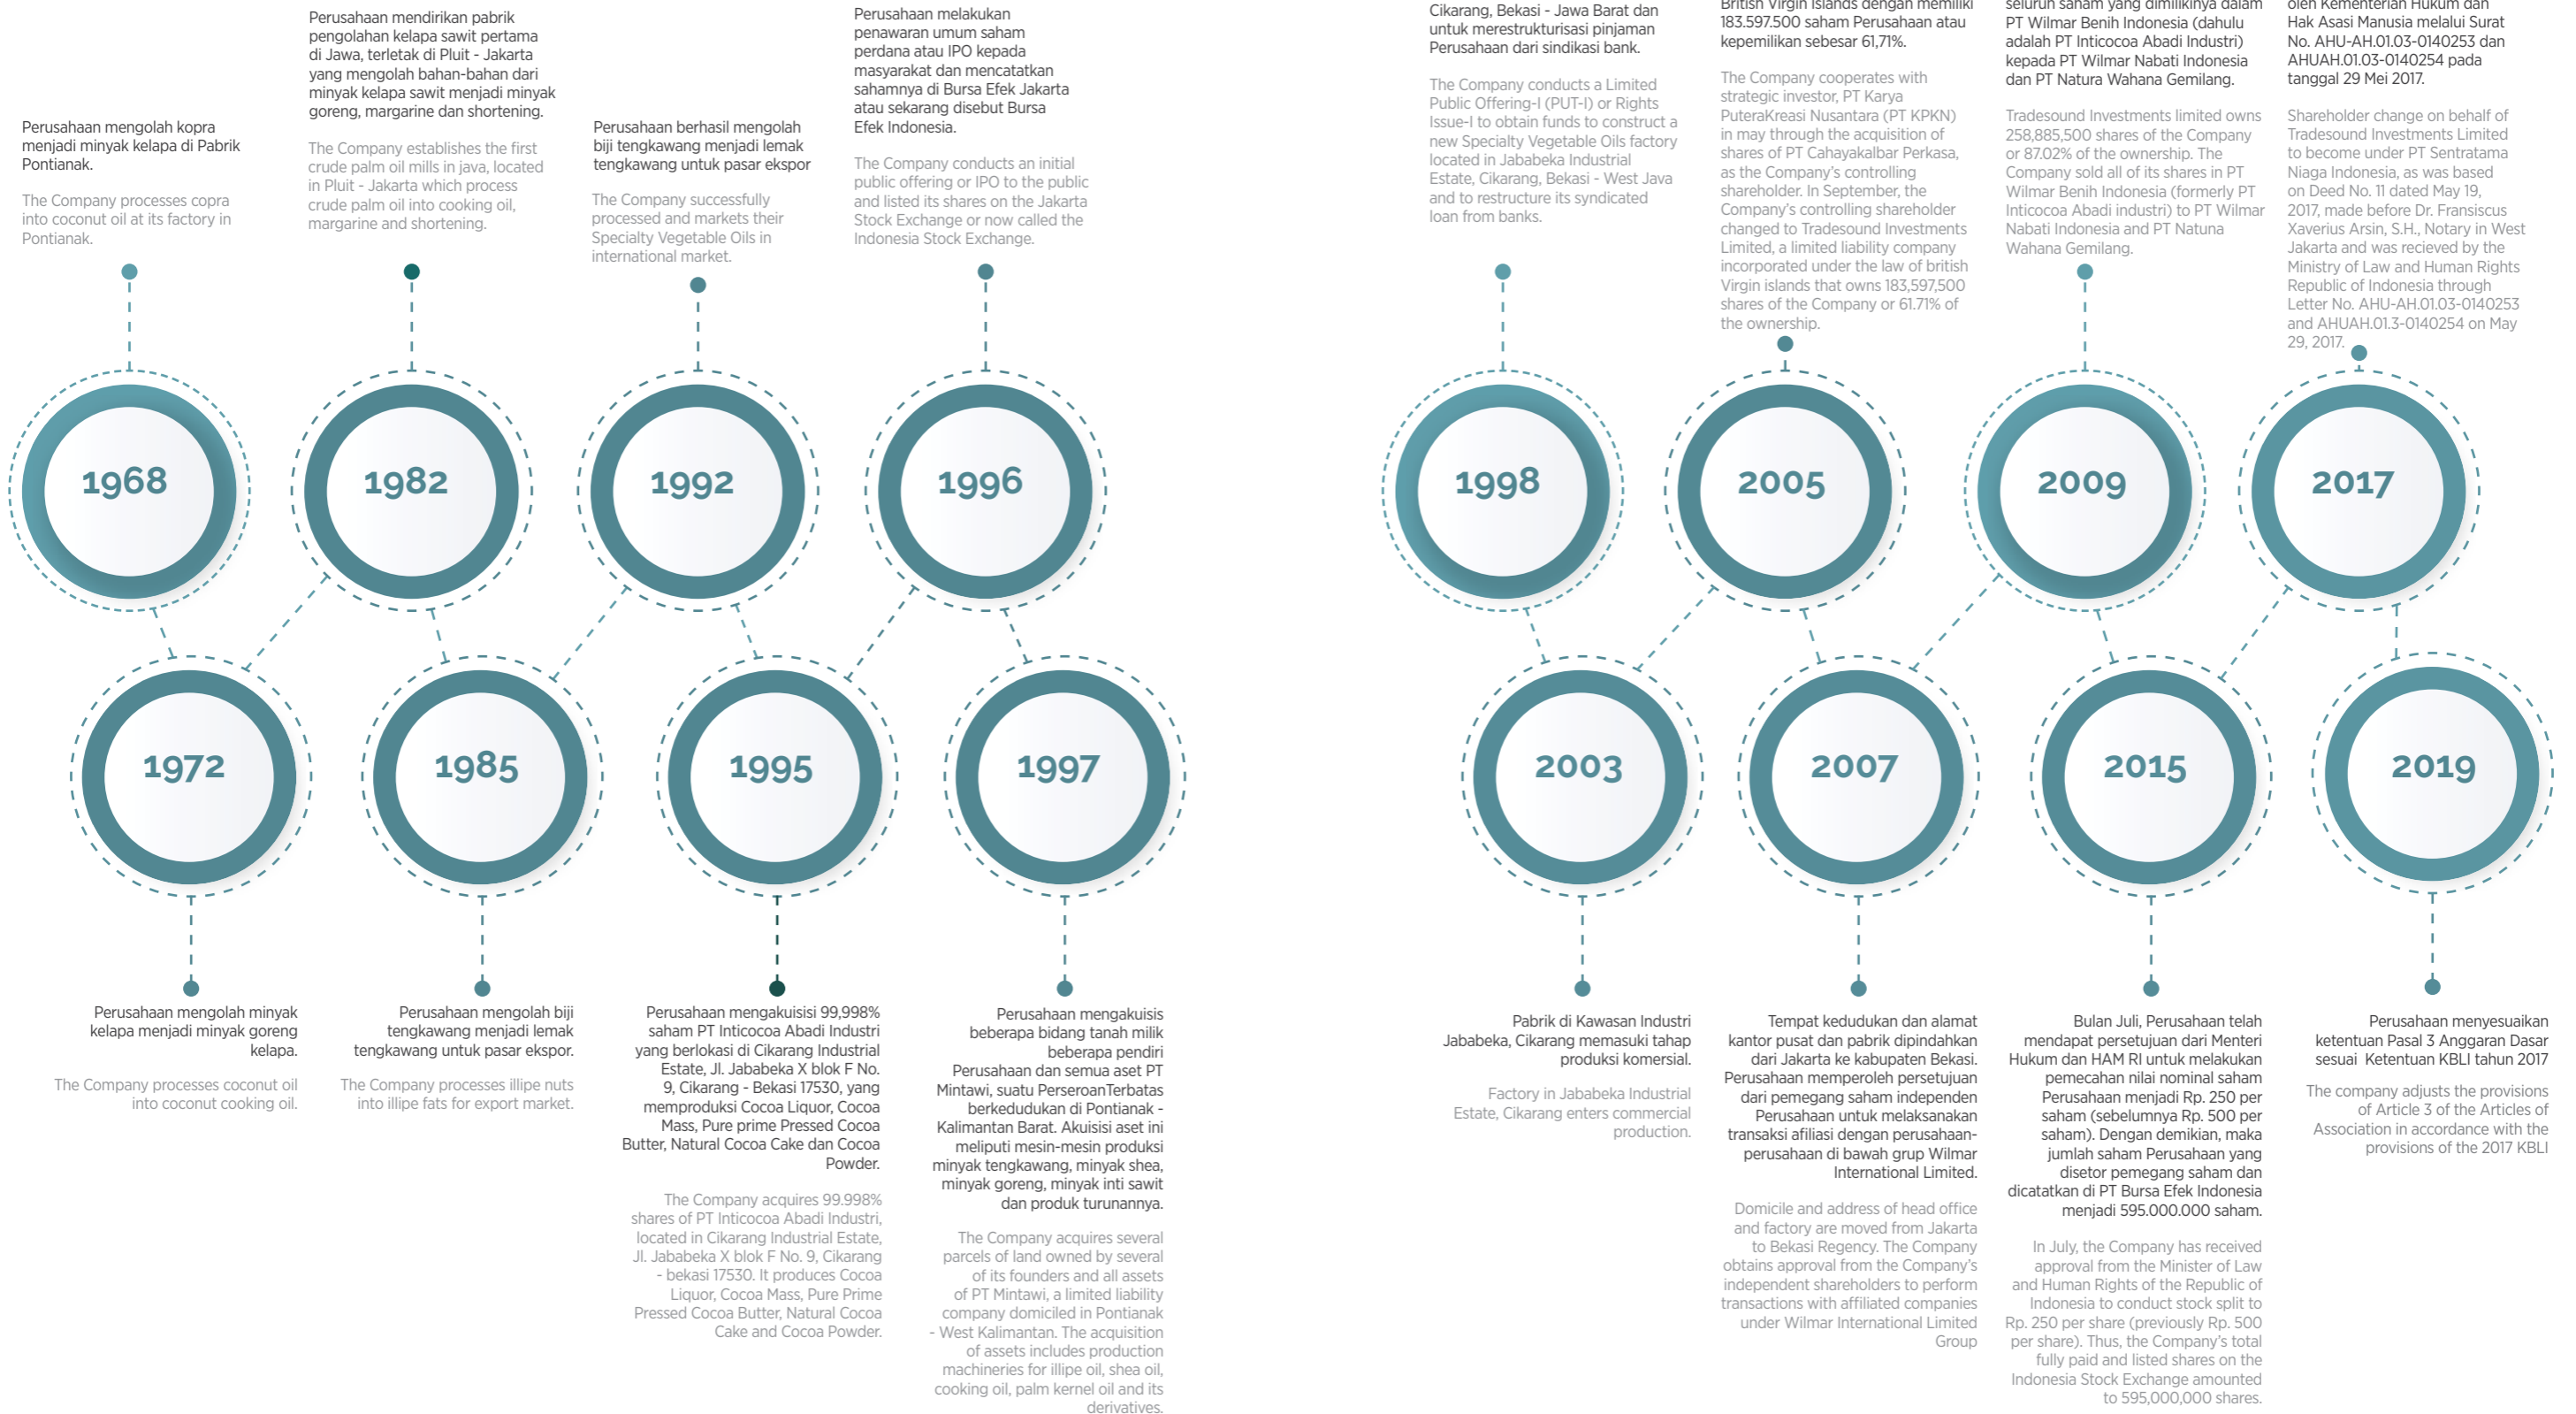 Perusahaan mengolah kopra
menjadi minyak kelapa di Pabrik
Pontianak.
The Company processes copra
into coconut oil at its factory in
Pontianak.
1968
Perusahaan mengolah minyak
kelapa menjadi minyak goreng
kelapa.
The Company processes coconut oil
into coconut cooking oil.
1972
Perusahaan mendirikan pabrik
pengolahan kelapa sawit pertama
di Jawa, terletak di Pluit - Jakarta
yang mengolah bahan-bahan dari
minyak kelapa sawit menjadi minyak
goreng, margarine dan shortening.
The Company establishes the first
crude palm oil mills in java, located
in Pluit - Jakarta which process
crude palm oil into cooking oil,
margarine and shortening.
1982
1985
Perusahaan mengolah biji
tengkawang menjadi lemak
tengkawang untuk pasar ekspor.
The Company processes illipe nuts
into illipe fats for export market.
Perusahaan berhasil mengolah
biji tengkawang menjadi lemak
tengkawang untuk pasar ekspor
The Company successfully
processed and markets their
Specialty Vegetable Oils in
international market.
1992
1995
Perusahaan mengakuisisi 99,998%
saham PT Inticocoa Abadi Industri
yang berlokasi di Cikarang Industrial
Estate, Jl. Jababeka X blok F No.
9, Cikarang - Bekasi 17530, yang
memproduksi Cocoa Liquor, Cocoa
Mass, Pure prime Pressed Cocoa
Butter, Natural Cocoa Cake dan Cocoa
Powder.
The Company acquires 99.998%
shares of PT Inticocoa Abadi Industri,
located in Cikarang Industrial Estate,
Jl. Jababeka X blok F No. 9, Cikarang
- bekasi 17530. It produces Cocoa
Liquor, Cocoa Mass, Pure Prime
Pressed Cocoa Butter, Natural Cocoa
Cake and Cocoa Powder.
Perusahaan melakukan
penawaran umum saham
perdana atau IPO kepada
masyarakat dan mencatatkan
sahamnya di Bursa Efek Jakarta
atau sekarang disebut Bursa
Efek Indonesia.
The Company conducts an initial
public offering or IPO to the public
and listed its shares on the Jakarta
Stock Exchange or now called the
Indonesia Stock Exchange.
1996
1997
Perusahaan mengakuisis
beberapa bidang tanah milik
beberapa pendiri
Perusahaan dan semua aset PT
Mintawi, suatu PerseroanTerbatas
berkedudukan di Pontianak -
Kalimantan Barat. Akuisisi aset ini
meliputi mesin-mesin produksi
minyak tengkawang, minyak shea,
minyak goreng, minyak inti sawit
dan produk turunannya.
The Company acquires several
parcels of land owned by several
of its founders and all assets
of PT Mintawi, a limited liability
company domiciled in Pontianak
- West Kalimantan. The acquisition
of assets includes production
machineries for illipe oil, shea oil,
cooking oil, palm kernel oil and its
derivatives.
Cikarang, Bekasi - Jawa Barat dan
untuk merestrukturisasi pinjaman
Perusahaan dari sindikasi bank.
The Company conducts a Limited
Public Offering-I (PUT-I) or Rights
Issue-I to obtain funds to construct a
new Specialty Vegetable Oils factory
located in Jababeka Industrial
Estate, Cikarang, Bekasi - West Java
and to restructure its syndicated
loan from banks.
1998
2003
Pabrik di Kawasan Industri
Jababeka, Cikarang memasuki tahap
produksi komersial.
Factory in Jababeka Industrial
Estate, Cikarang enters commercial
production.
British Virgin Islands dengan memiliki
183.597.500 saham Perusahaan atau
kepemilikan sebesar 61,71%.
The Company cooperates with
strategic investor, PT Karya
PuteraKreasi Nusantara (PT KPKN)
in may through the acquisition of
shares of PT Cahayakalbar Perkasa,
as the Company's controlling
shareholder. In September, the
Company's controlling shareholder
changed to Tradesound Investments
Limited, a limited liability company
incorporated under the law of british
Virgin islands that owns 183,597,500
shares of the Company or 61.71% of
the ownership.
2005
2007
Tempat kedudukan dan alamat
kantor pusat dan pabrik dipindahkan
dari Jakarta ke kabupaten Bekasi.
Perusahaan memperoleh persetujuan
dari pemegang saham independen
Perusahaan untuk melaksanakan
transaksi afiliasi dengan perusahaan-
perusahaan di bawah grup Wilmar
International Limited.
Domicile and address of head office
and factory are moved from Jakarta
to Bekasi Regency. The Company
obtains approval from the Company's
independent shareholders to perform
transactions with affiliated companies
under Wilmar International Limited
Group
seluruh saham yang dimilikinya dalam
PT Wilmar Benih Indonesia (dahulu
adalah PT Inticocoa Abadi Industri)
kepada PT Wilmar Nabati Indonesia
dan PT Natura Wahana Gemilang.
Tradesound Investments limited owns
258,885,500 shares of the Company
or 87.02% of the ownership. The
Company sold all of its shares in PT
Wilmar Benih Indonesia (formerly PT
Inticocoa Abadi industri) to PT Wilmar
Nabati Indonesia and PT Natuna
Wahana Gemilang.
2009
2015
Bulan Juli, Perusahaan telah
mendapat persetujuan dari Menteri
Hukum dan HAM RI untuk melakukan
pemecahan nilai nominal saham
Perusahaan menjadi Rp. 250 per
saham (sebelumnya Rp. 500 per
saham). Dengan demikian, maka
jumlah saham Perusahaan yang
disetor pemegang saham dan
dicatatkan di PT Bursa Efek Indonesia
menjadi 595.000.000 saham.
In July, the Company has received
approval from the Minister of Law
and Human Rights of the Republic of
Indonesia to conduct stock split to
Rp. 250 per share (previously Rp. 500
per share). Thus, the Company's total
fully paid and listed shares on the
Indonesia Stock Exchange amounted
to 595,000,000 shares.
oleh Kementerian Hukum dan
Hak Asasi Manusia melalui Surat
No. AHU-AH.01.03-0140253 dan
AHUAH.01.03-0140254 pada
tanggal 29 Mei 2017.
Shareholder change on behalf of
Tradesound Investments Limited
to become under PT Sentratama
Niaga Indonesia, as was based
on Deed No. 11 dated May 19,
2017, made before Dr. Fransiscus
Xaverius Arsin, S.H., Notary in West
Jakarta and was recieved by the
Ministry of Law and Human Rights
Republic of Indonesia through
Letter No. AHU-AH.01.03-0140253
and AHUAH.01.3-0140254 on May
29, 2017.
2017
2019
Perusahaan menyesuaikan
ketentuan Pasal 3 Anggaran Dasar
sesuai Ketentuan KBLI tahun 2017
The company adjusts the provisions
of Article 3 of the Articles of
Association in accordance with the
provisions of the 2017 KBLI